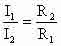 I₁/I₂ = R₂/R₁